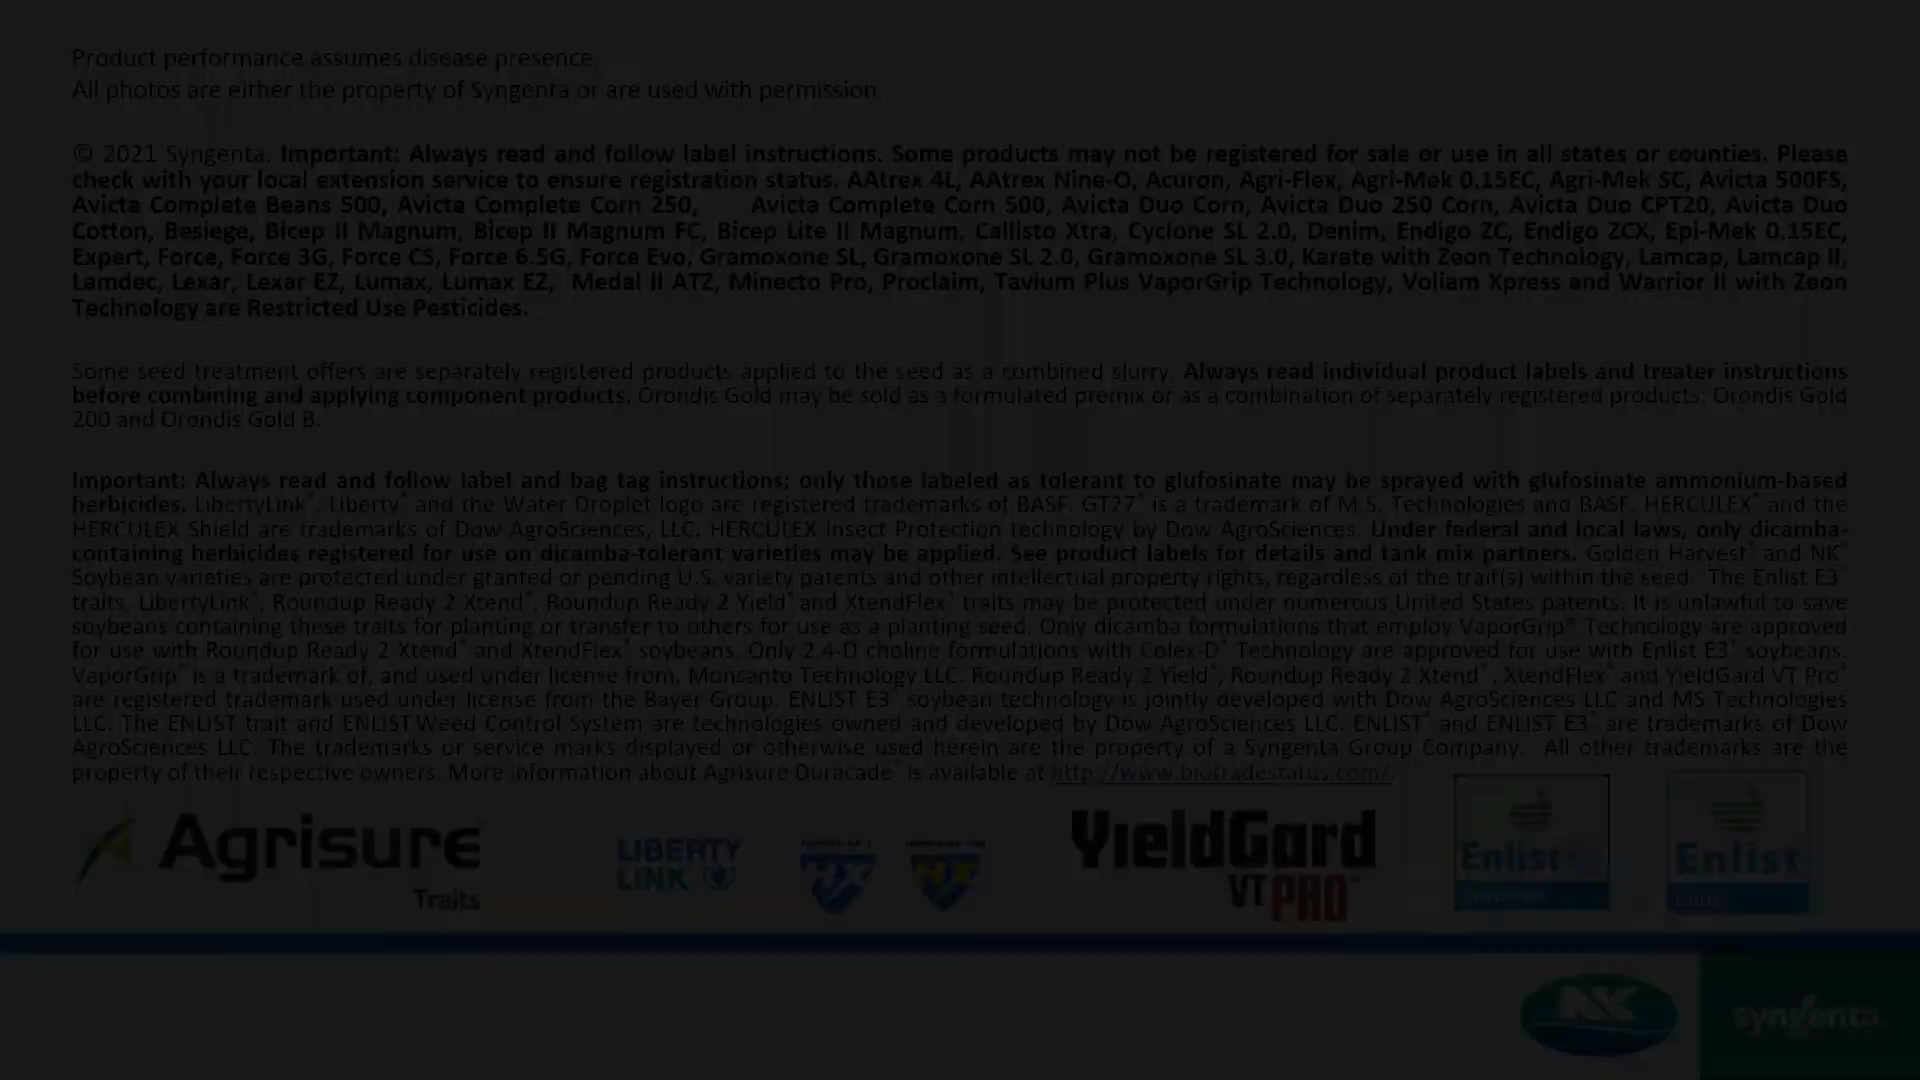 Product performance assumes disease presence.
All photos are either the property of Syngenta or are used with permission.
© 2021 Syngenta. Important: Always read and follow label instructions. Some products may not be registered for sale or use in all states or counties. Please
check with your local extension service to ensure registration status. AAtrex 4L, AAtrex Nine-O, Acuron, Agri-Flex, Agri-Mek 0.15EC, Agri-Mek SC, Avicta 500FS,
Avicta Complete Beans 500, Avicta Complete Corn 250, Avicta Complete Corn 500, Avicta Duo Corn, Avicta Duo 250 Corn, Avicta Duo COT20, Avicta Duo
Cotton, Besiege, Bicep II Magnum, Bicep II Magnum FC, Bicep Lite II Magnum, Callisto Xtra, Cyclone SL 2.0, Denim, Endigo ZC, Endigo ZCX, Epi-Mek 0.15EC,
Expert, Force, Force 3G, Force CS, Force 6.5G, Force Evo, Gramoxone SL, Gramoxone SL 2.0, Gramoxone SL 3.0, Karate with Zeon Technology, Lamcap, Lamcap II,
Lamdec, Lexar, Lexar EZ, Lumax, Lumax EZ, Medal II ATZ, Minecto Pro, Proclaim, Tavium Plus VaporGrip Technology, Voliam Xpress and Warrior II with Zeon
Technology are Restricted Use Pesticides.
Some seed treatment offers are separately registered products applied to the seed as a combined slurry. Always read individual product labels and treater instructions
before combining and applying component products. Orondis Gold may be sold as a formulated premix or as a combination of separately registered products: Orondis Gold
200 and Orondis Gold B.
Important: Always read and follow label and bag tag instructions; only those labeled as tolerant to glufosinate may be sprayed with glufosinate ammonium-based
herbicides. LibertyLink®, Liberty® and the Water Droplet logo are registered trademarks of BASF. GT27® is a trademark of M.S. Technologies and BASF. HERCULEX® and the
HERCULEX Shield are trademarks of Dow AgroSciences, LLC. HERCULEX Insect Protection technology by Dow AgroSciences. Under federal and local laws, only dicamba-
containing herbicides registered for use on dicamba-tolerant varieties may be applied. See product labels for details and tank mix partners. Golden Harvest® and NK®
Soybean varieties are protected under granted or pending U.S. variety patents and other intellectual property rights, regardless of the trait(s) within the seed. The Enlist E3®
traits, LibertyLink®, Roundup Ready 2 Xtend®, Roundup Ready 2 Yield® and XtendFlex® traits may be protected under numerous United States patents. It is unlawful to save
soybeans containing these traits for planting or transfer to others for use as a planting seed. Only dicamba formulations that employ VaporGrip® Technology are approved
for use with Roundup Ready 2 Xtend® and XtendFlex® soybeans. Only 2,4-D choline formulations with Colex-D® Technology are approved for use with Enlist E3® soybeans.
VaporGrip® is a trademark of, and used under license from, Monsanto Technology LLC. Roundup Ready 2 Yield®, Roundup Ready 2 Xtend®, XtendFlex® and YieldGard VT Pro®
are registered trademark used under license from the Bayer Group. ENLIST E3® soybean technology is jointly developed with Dow AgroSciences LLC and MS Technologies
LLC. The ENLIST trait and ENLIST Weed Control System are technologies owned and developed by Dow AgroSciences LLC. ENLIST® and ENLIST E3® are trademarks of Dow
AgroSciences LLC. The trademarks or service marks displayed or otherwise used herein are the property of a Syngenta Group Company. All other trademarks are the
property of their respective owners. More information about Agrisure Duracade® is available at http://www.biotradestatus.com/.
Agrisure
Traits
LIBERTY
LINK
HX
HX
YieldGard
VT PRO
Enlist E3
Enlist
NK
syngenta